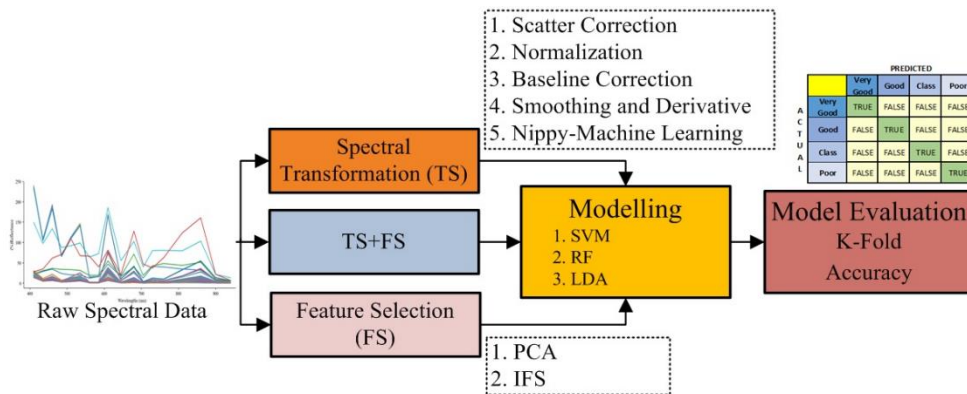 1. Scatter Correction
2. Normalization
3. Baseline Correction
4. Smoothing and Derivative
5. Nippy-Machine Learning
Spectral
Transformation (TS)
TS+FS
Feature Selection
(FS)
Raw Spectral Data
Modelling
1. SVM
2. RF
3. LDA
1. PCA
2. IFS
PREDICTED
Very Good Good Class Poor
ACTUAL
Very Good TRUE FALSE FALSE FALSE
Good FALSE TRUE FALSE FALSE
Class FALSE FALSE TRUE FALSE
Poor FALSE FALSE FALSE TRUE
Model Evaluation
K-Fold
Accuracy